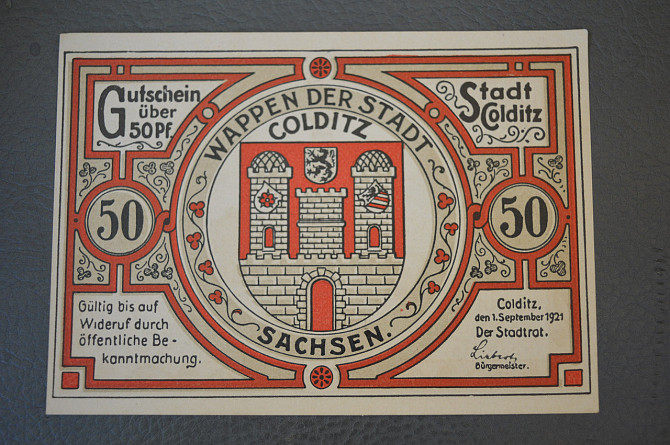 Gutschein
über
50 Pf.
Stadt
Colditz
WAPPEN DER STADT
COLDITZ
50
50
SACHSEN.
Gültig bis auf
Wideruf durch
öffentliche Be-
kanntmachung.
Colditz,
den 1. September 1921
Der Stadtrat.
Bürgermeister.